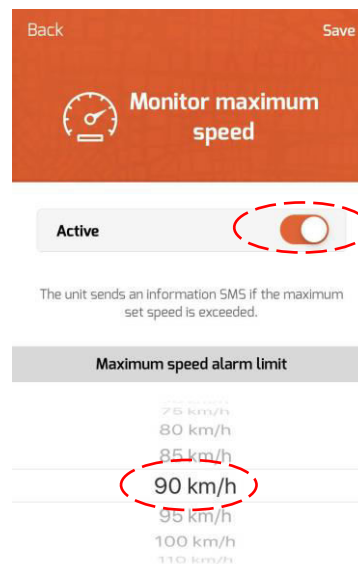 Back Save
Monitor maximum
speed
Active
The unit sends an information SMS if the maximum
set speed is exceeded.
Maximum speed alarm limit
75 km/h
80 km/h
85 km/h
90 km/h
95 km/h
100 km/h
110 km/h